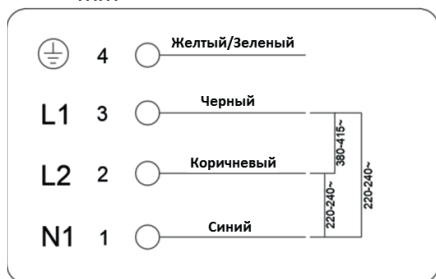 4 Желтый/Зеленый
L1 3 Черный
L2 2 Коричневый
N1 1 Синий
380-415~
220-240~
220-240~